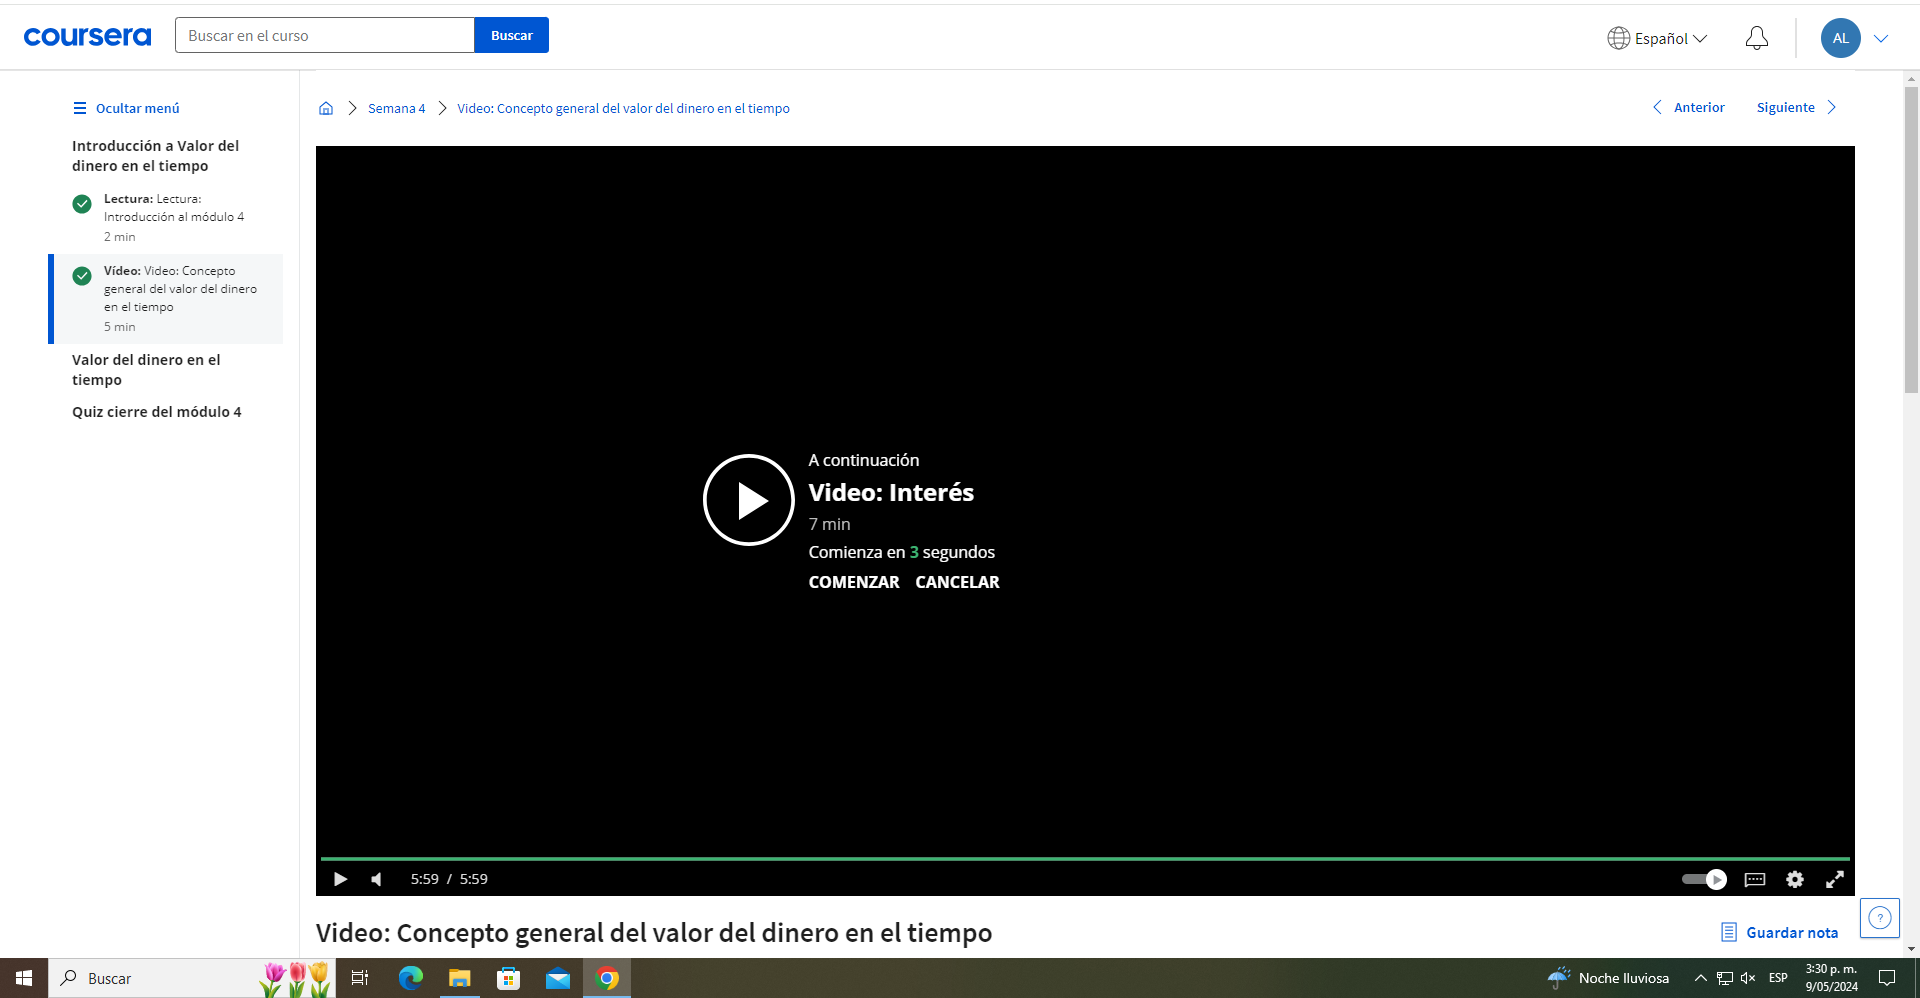 coursera
Buscar en el curso
Buscar
Español
AL
Ocultar menú
Semana 4
Video: Concepto general del valor del dinero en el tiempo
Anterior
Siguiente
Introducción a Valor del
dinero en el tiempo
Lectura: Lectura:
Introducción al módulo 4
2 min
Vídeo: Video: Concepto
general del valor del dinero
en el tiempo
5 min
Valor del dinero en el
tiempo
Quiz cierre del módulo 4
A continuación
Video: Interés
7 min
Comienza en 3 segundos
COMENZAR CANCELAR
5:59 / 5:59
Video: Concepto general del valor del dinero en el tiempo
Guardar nota
?
Buscar
Noche lluviosa
ESP
3:30 p. m.
9/05/2024